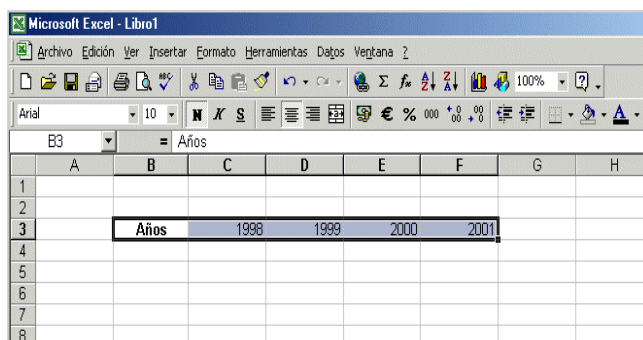 Microsoft Excel - Libro1
Archivo Edición Ver Insertar Formato Herramientas Datos Ventana ?
Σ fx 100% ?
Arial 10 N K S € % 000
B3 = Años
A B C D E F G H
1
2
3 Años 1998 1999 2000 2001
4
5
6
7
8